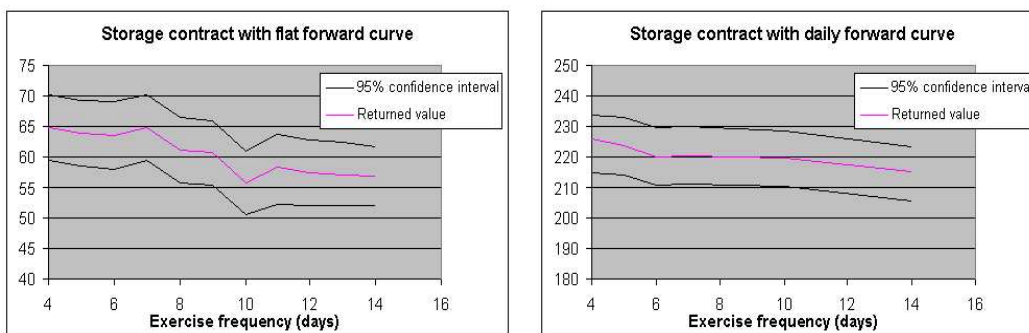 Storage contract with flat forward curve
75
70
65
60
55
50
45
40
4 6 8 10 12 14 16
Exercise frequency (days)
95% confidence interval
Returned value
Storage contract with daily forward curve
250
240
230
220
210
200
190
180
4 6 8 10 12 14 16
Exercise frequency (days)
95% confidence interval
Returned value